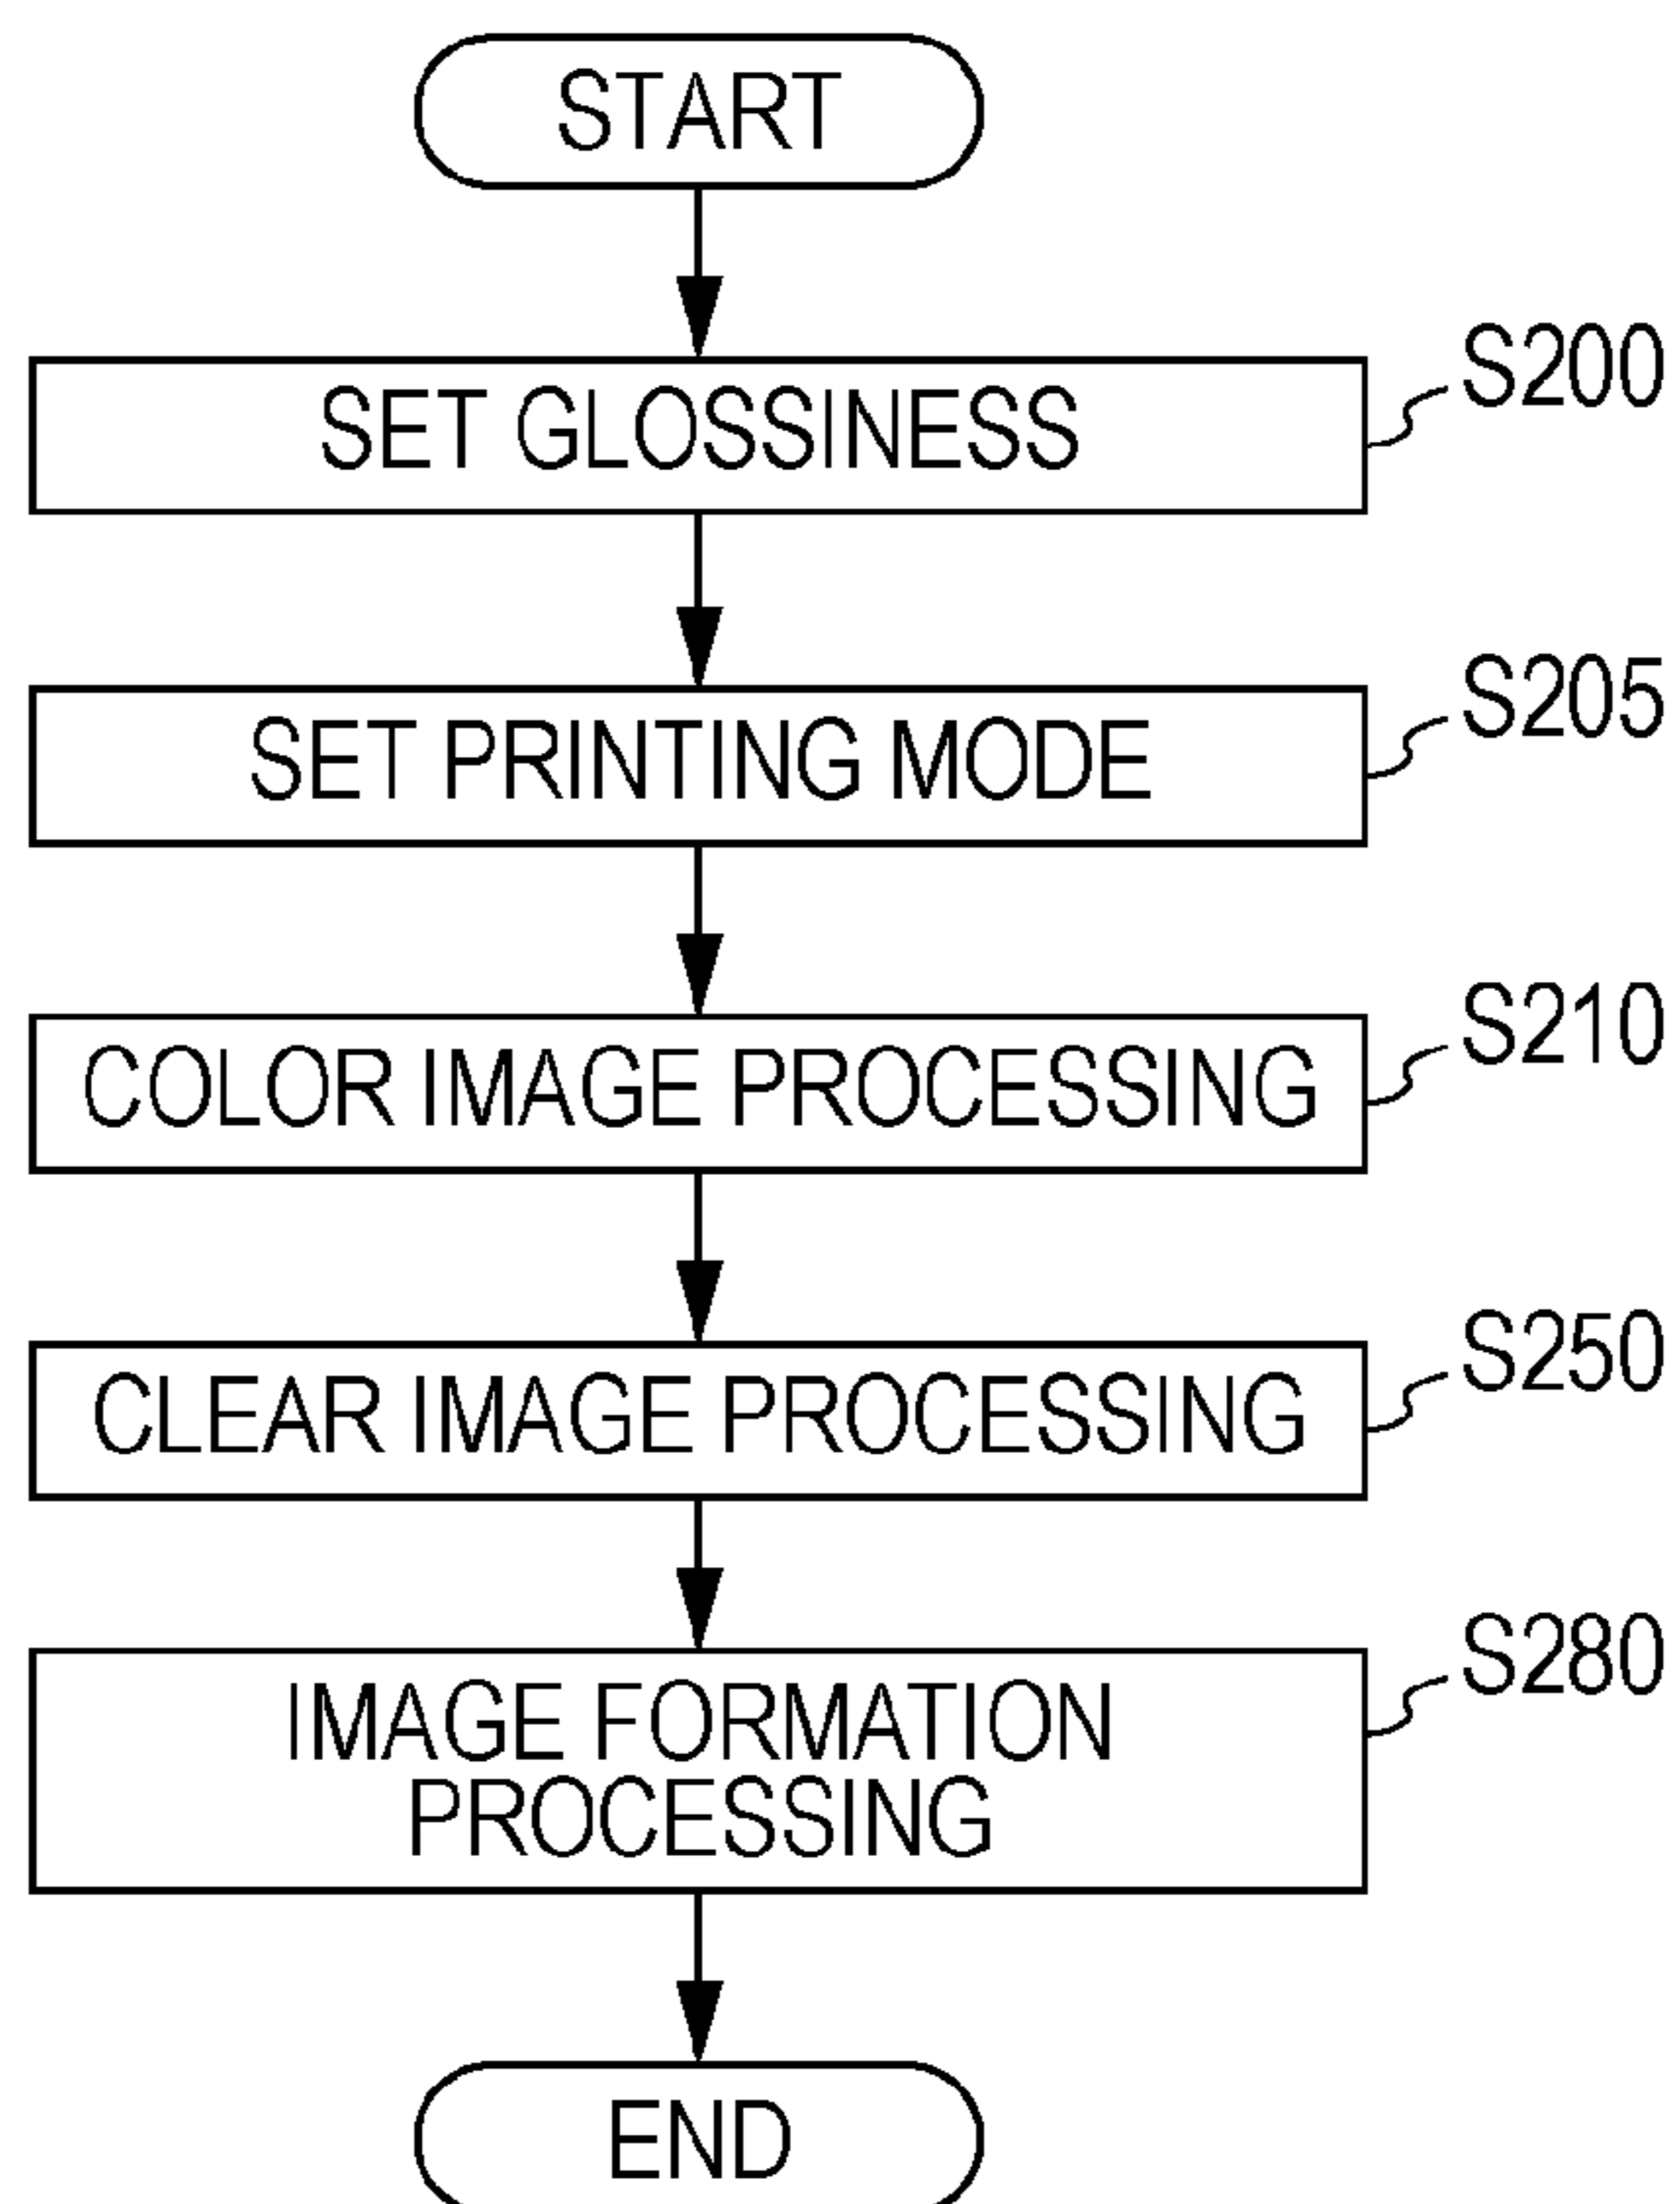 START
SET GLOSSINESS
S200
SET PRINTING MODE
S205
COLOR IMAGE PROCESSING
S210
CLEAR IMAGE PROCESSING
S250
IMAGE FORMATION
PROCESSING
S280
END